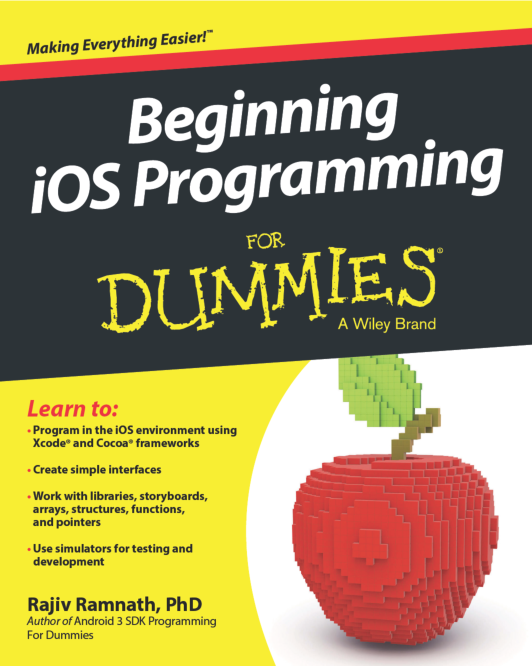 Making Everything Easier!™
Beginning
iOS Programming
FOR
DUMMIES®
A Wiley Brand
Learn to:
• Program in the iOS environment using
Xcode® and Cocoa® frameworks
• Create simple interfaces
• Work with libraries, storyboards,
arrays, structures, functions,
and pointers
• Use simulators for testing and
development
Rajiv Ramnath, PhD
Author of Android 3 SDK Programming
For Dummies